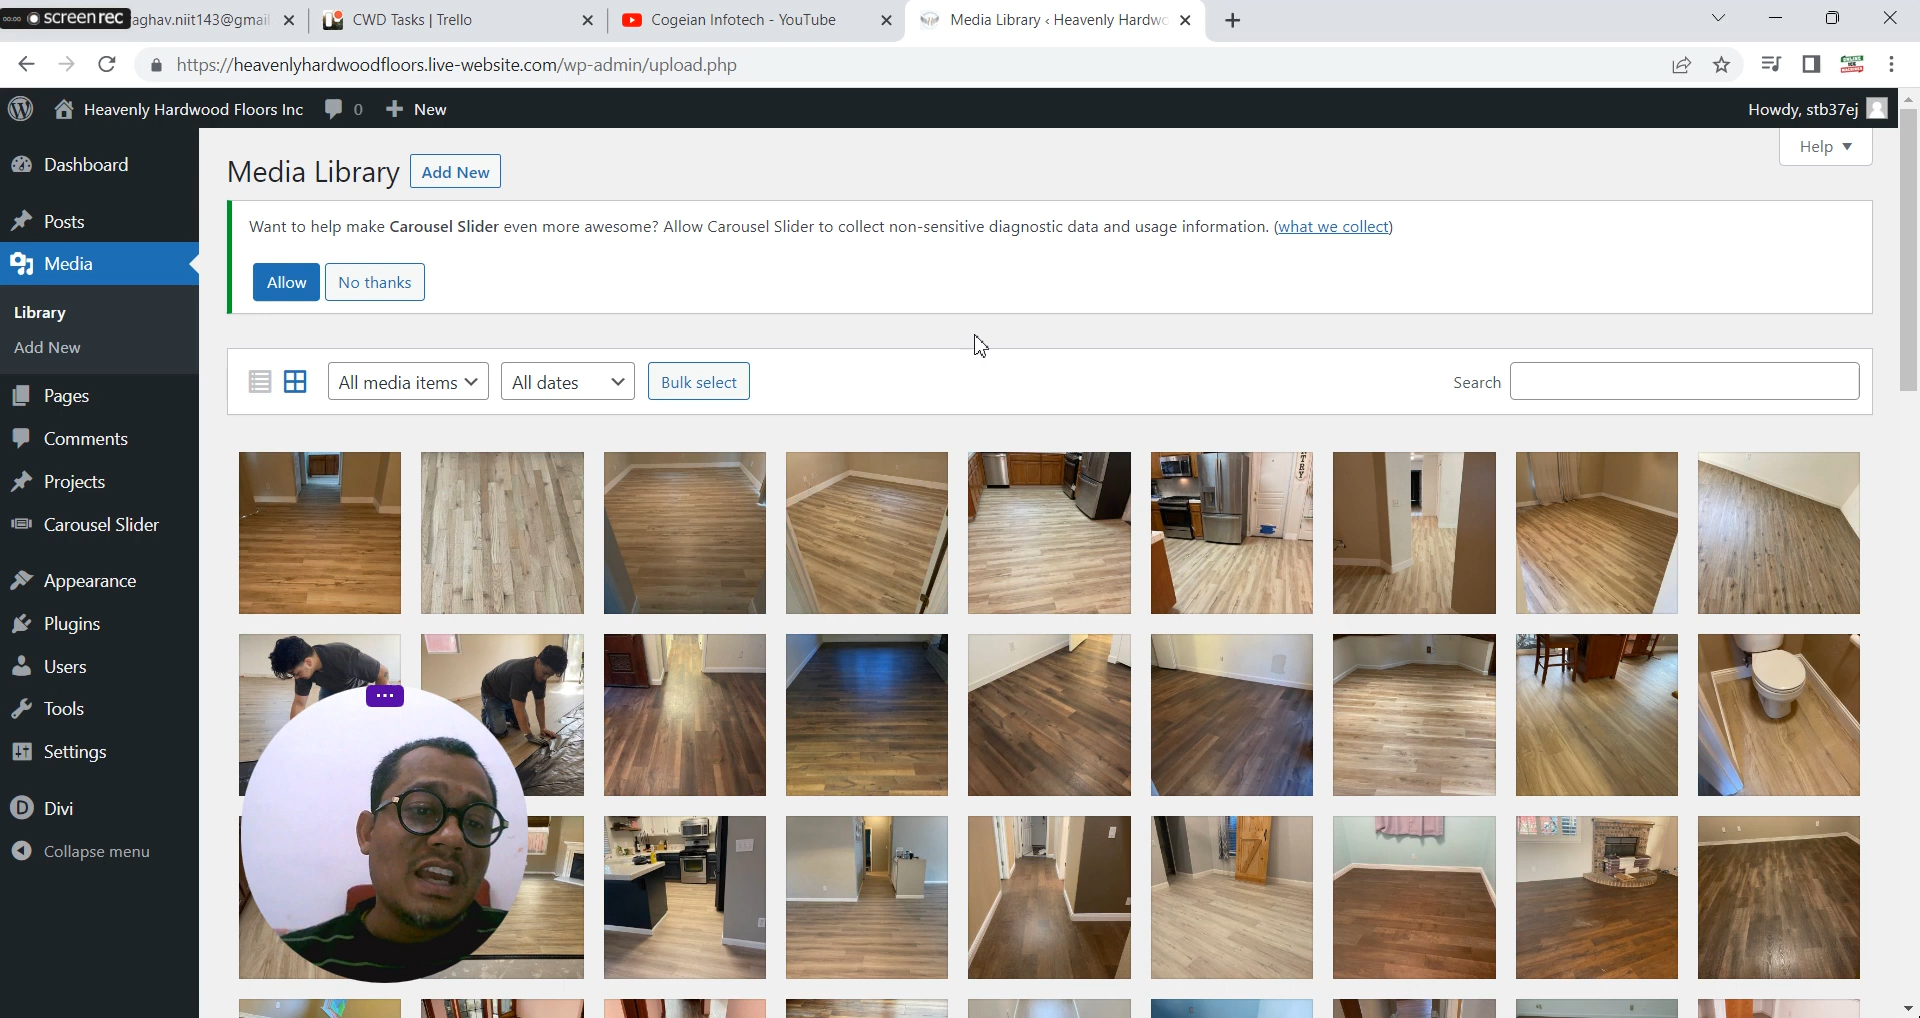 00:00 screen rec
aghav.niit143@gmail
CWD Tasks | Trello
Cogeian Infotech - YouTube
Media Library ‹ Heavenly Hardwo
https://heavenlyhardwoodfloors.live-website.com/wp-admin/upload.php
Heavenly Hardwood Floors Inc
0
New
Howdy, stb37ej
Dashboard
Posts
Media
Library
Add New
Pages
Comments
Projects
Carousel Slider
Appearance
Plugins
Users
Tools
Settings
Divi
Collapse menu
Help
Media Library
Add New
Want to help make Carousel Slider even more awesome? Allow Carousel Slider to collect non-sensitive diagnostic data and usage information. (what we collect)
Allow
No thanks
All media items
All dates
Bulk select
Search